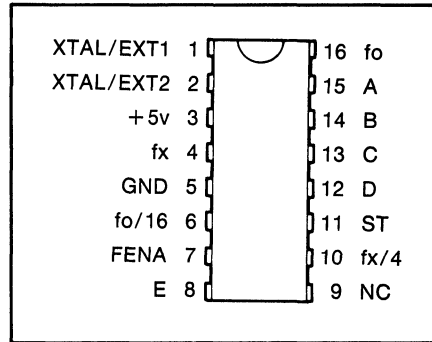 XTAL/EXT1 1 16 fo
XTAL/EXT2 2 15 A
+5v 3 14 B
fx 4 13 C
GND 5 12 D
fo/16 6 11 ST
FENA 7 10 fx/4
E 8 9 NC